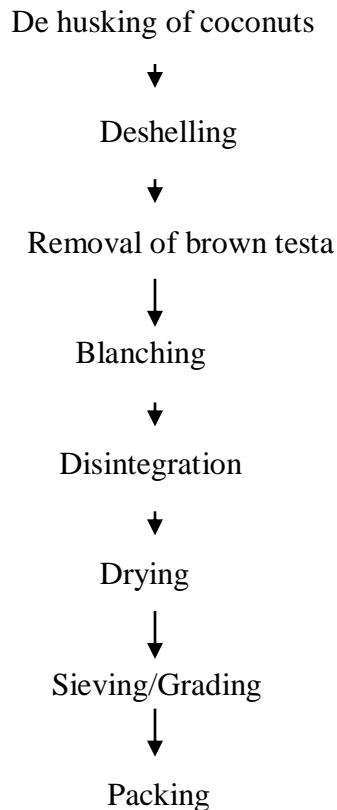 De husking of coconuts
Deshelling
Removal of brown testa
Blanching
Disintegration
Drying
Sieving/Grading
Packing